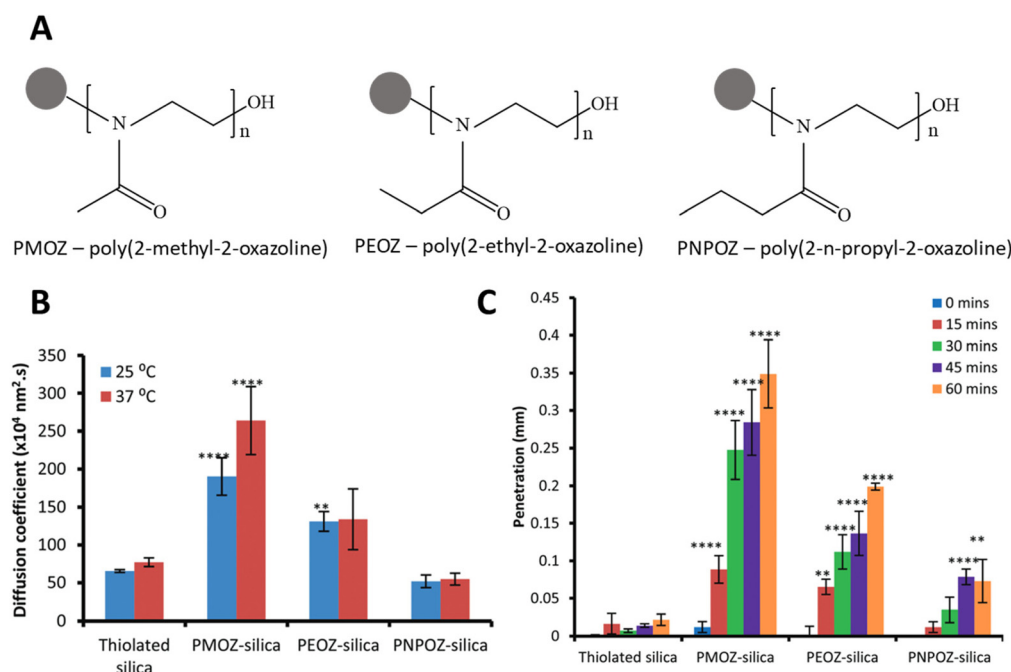 A
N
O
OH
n
N
O
OH
n
N
O
OH
n
PMOZ – poly(2-methyl-2-oxazoline)
PEOZ – poly(2-ethyl-2-oxazoline)
PNPOZ – poly(2-n-propyl-2-oxazoline)
B
Diffusion coefficient (x10⁴ nm².s)
350
300
250
200
150
100
50
0
25 ⁰C
37 ⁰C
****
****
**
Thiolated
silica
PMOZ-silica
PEOZ-silica
PNPOZ-silica
C
Penetration (mm)
0.45
0.4
0.35
0.3
0.25
0.2
0.15
0.1
0.05
0
0 mins
15 mins
30 mins
45 mins
60 mins
****
****
****
****
**
****
****
****
****
**
Thiolated silica
PMOZ-silica
PEOZ-silica
PNPOZ-silica